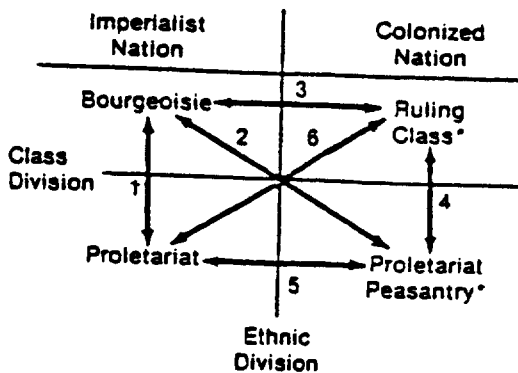 Imperialist Nation
Colonized Nation
Bourgeoisie
3
Ruling Class*
2
6
Class Division
1
4
Proletariat
5
Proletariat Peasantry*
Ethnic Division